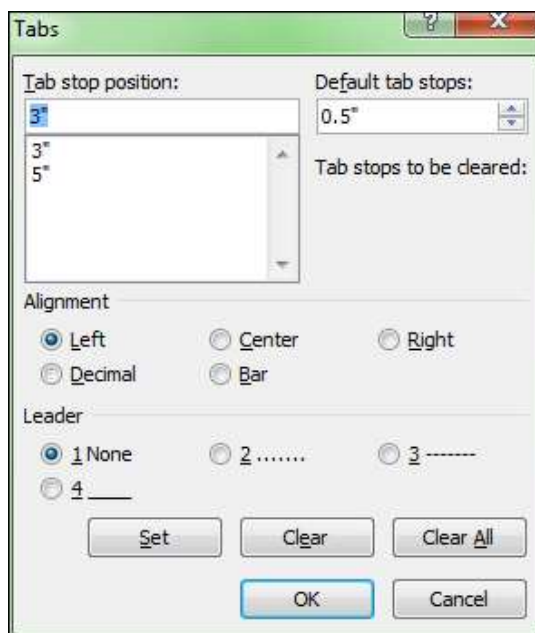 Tabs
Tab stop position:
Default tab stops:
3"
0.5"
3"
5"
Tab stops to be cleared:
Alignment
Left
Center
Right
Decimal
Bar
Leader
1 None
2 .......
3 -------
4 ____
Set
Clear
Clear All
OK
Cancel